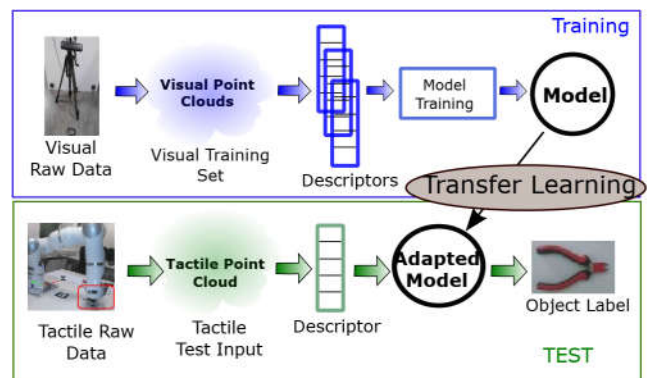 Training
Visual Point
Clouds
Model
Training
Model
Visual
Raw Data
Visual Training
Set
Descriptors
Transfer Learning
Tactile Point
Cloud
Adapted
Model
Tactile Raw
Data
Tactile
Test Input
Descriptor
Object Label
TEST